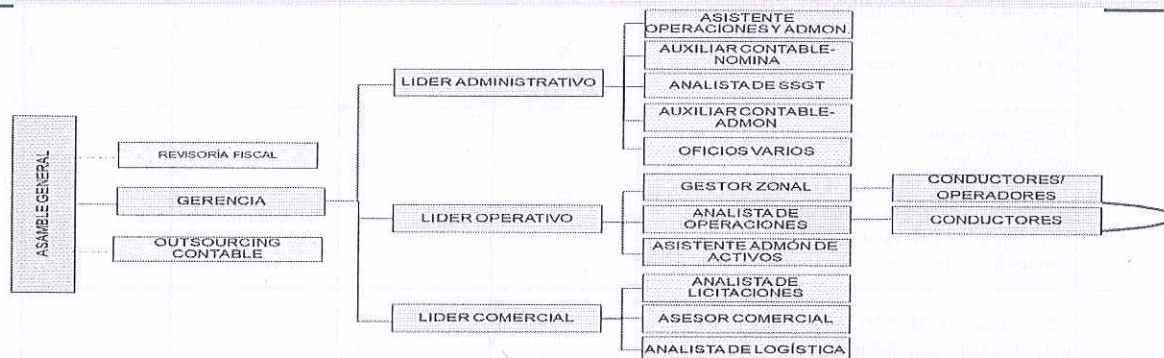 ASAMBLE GENERAL
REVISORÍA FISCAL
GERENCIA
OUTSOURCING
CONTABLE
LIDER ADMINISTRATIVO
ASISTENTE
OPERACIONES Y ADMON.
AUXILIAR CONTABLE-
NOMINA
ANALISTA DE SSGT
AUXILIAR CONTABLE-
ADMON
OFICIOS VARIOS
LIDER OPERATIVO
GESTOR ZONAL
CONDUCTORES/
OPERADORES
ANALISTA DE
OPERACIONES
CONDUCTORES
ASISTENTE ADMÓN DE
ACTIVOS
LIDER COMERCIAL
ANALISTA DE
LICITACIONES
ASESOR COMERCIAL
ANALISTA DE LOGÍSTICA